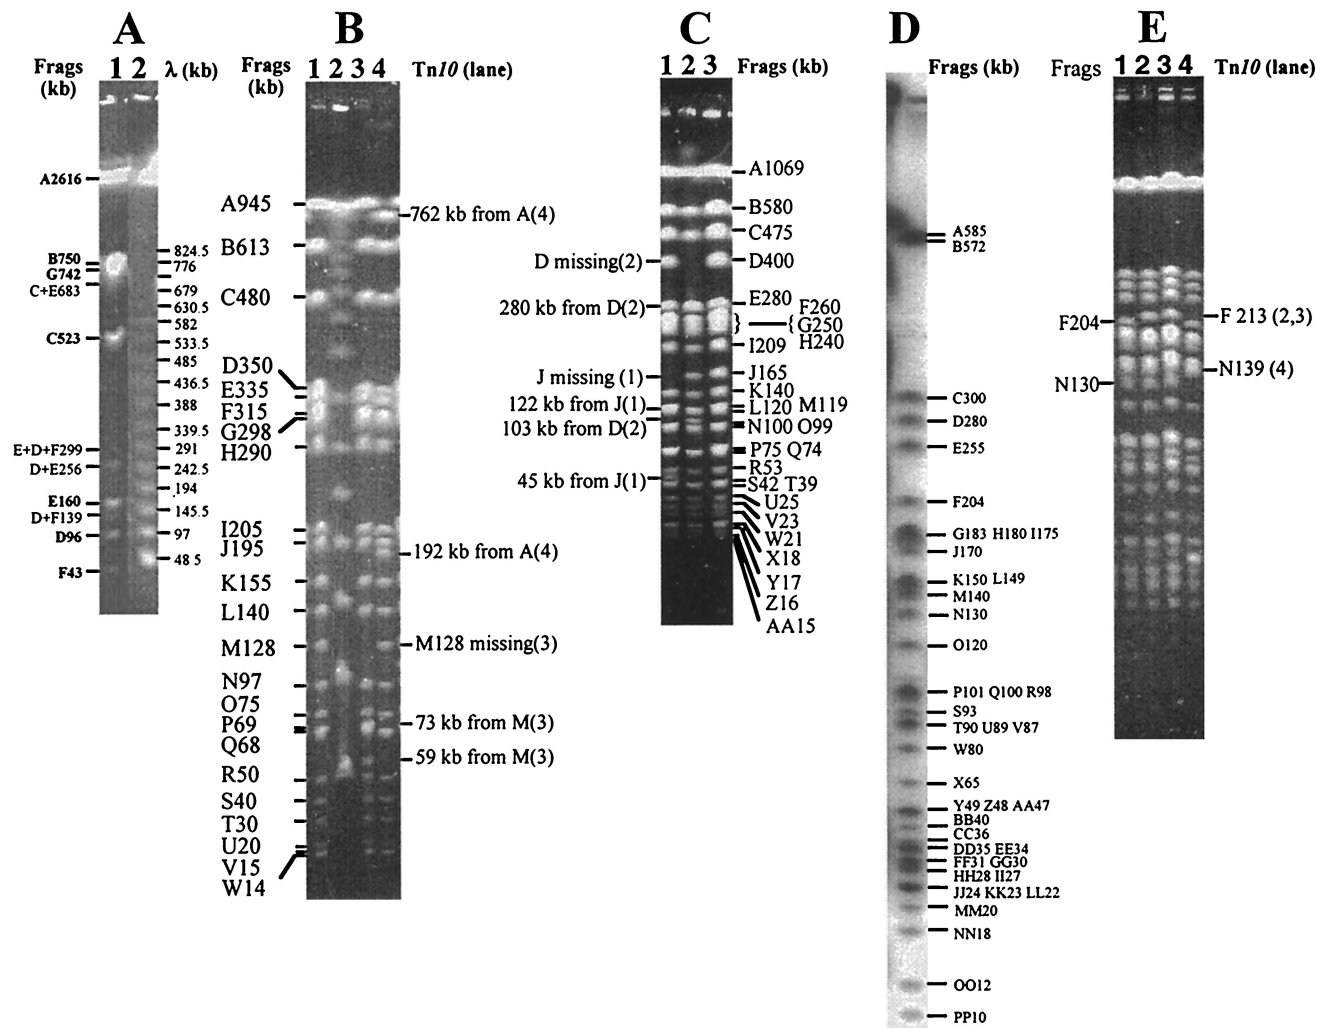 A
Frags
(kb)
1 2
λ (kb)
A2616
B750
G742
C+E683
C523
E+D+F299
D+E256
E160
D+F139
D96
F43
824.5
776
679
630.5
582
533.5
485
436.5
388
339.5
291
242.5
194
145.5
97
48.5
B
Frags
(kb)
1 2 3 4
Tn10 (lane)
A945
B613
C480
D350
E335
F315
G298
H290
I205
J195
K155
L140
M128
N97
O75
P69
Q68
R50
S40
T30
U20
V15
W14
762 kb from A(4)
192 kb from A(4)
M128 missing(3)
73 kb from M(3)
59 kb from M(3)
C
1 2 3
Frags (kb)
D missing(2)
280 kb from D(2)
J missing (1)
122 kb from J(1)
103 kb from D(2)
45 kb from J(1)
A1069
B580
C475
D400
E280 F260
} { G250
I209 H240
J165
K140
L120 M119
N100 O99
P75 Q74
R53
S42 T39
U25
V23
W21
X18
Y17
Z16
AA15
D
Frags (kb)
A585
B572
C300
D280
E255
F204
G183 H180 I175
J170
K150 L149
M140
N130
O120
P101 Q100 R98
S93
T90 U89 V87
W80
X65
Y49 Z48 AA47
BB40
CC36
DD35 EE34
FF31 GG30
HH28 II27
JJ24 KK23 LL22
MM20
NN18
OO12
PP10
E
Frags
1 2 3 4
Tn10 (lane)
F204
N130
F 213 (2,3)
N139 (4)